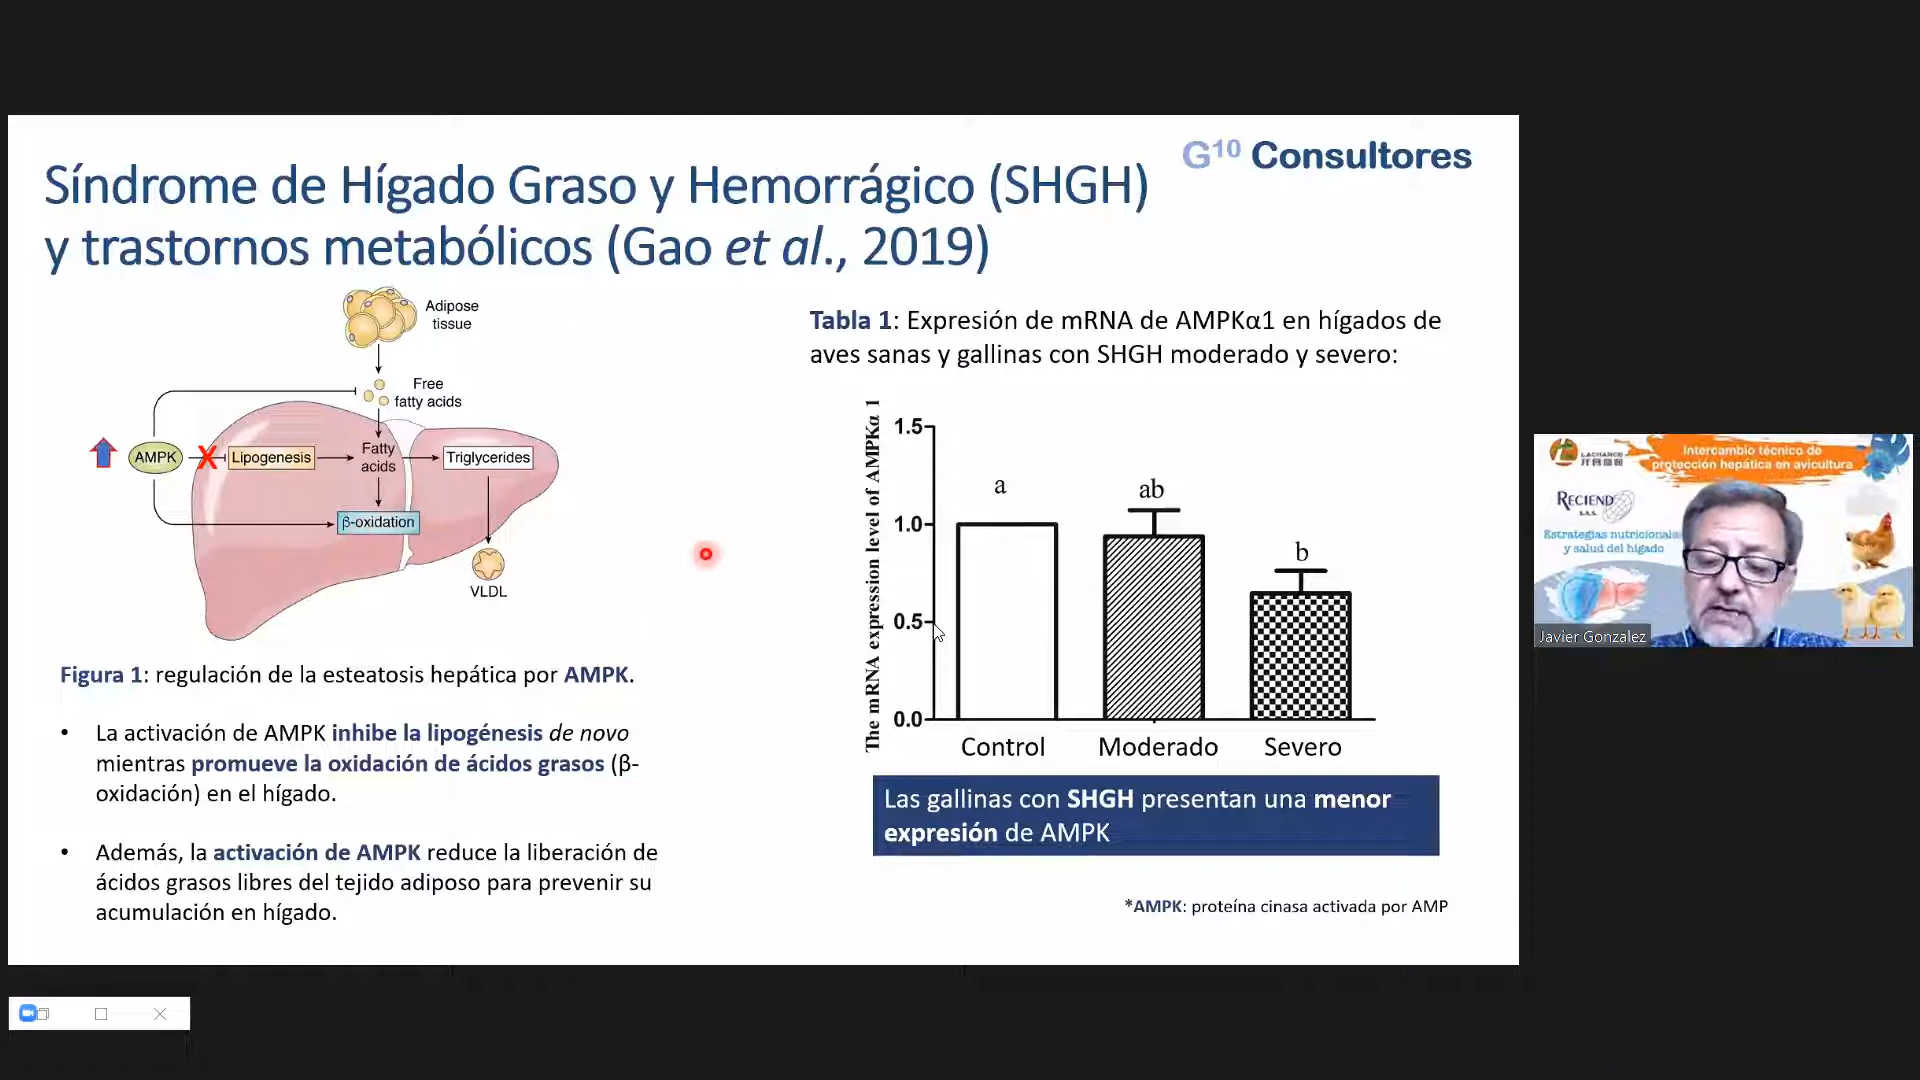 G10 Consultores
Síndrome de Hígado Graso y Hemorrágico (SHGH)
y trastornos metabólicos (Gao et al., 2019)
Adipose
tissue
Free
fatty acids
AMPK
X
Lipogenesis
Fatty
acids
Triglycerides
β-oxidation
VLDL
Figura 1: regulación de la esteatosis hepática por AMPK.
• La activación de AMPK inhibe la lipogénesis de novo
mientras promueve la oxidación de ácidos grasos (β-
oxidación) en el hígado.
• Además, la activación de AMPK reduce la liberación de
ácidos grasos libres del tejido adiposo para prevenir su
acumulación en hígado.
Tabla 1: Expresión de mRNA de AMPKα1 en hígados de
aves sanas y gallinas con SHGH moderado y severo:
The mRNA expression level of AMPKα 1
1.5
1.0
0.5
0.0
a
ab
b
Control
Moderado
Severo
Las gallinas con SHGH presentan una menor
expresión de AMPK
*AMPK: proteína cinasa activada por AMP
LACHANCE
Intercambio técnico de
protección hepática en avicultura
RECIEND
S.A.S.
Estrategias nutricionales
y salud del hígado
Javier Gonzalez